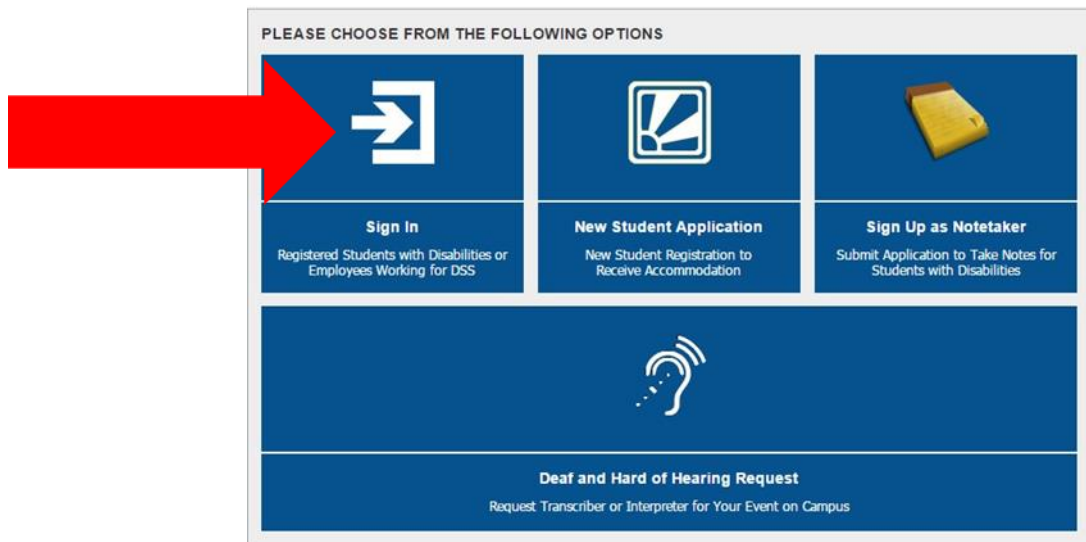 PLEASE CHOOSE FROM THE FOLLOWING OPTIONS
Sign In
Registered Students with Disabilities or
Employees Working for DSS
New Student Application
New Student Registration to
Receive Accommodation
Sign Up as Notetaker
Submit Application to Take Notes for
Students with Disabilities
Deaf and Hard of Hearing Request
Request Transcriber or Interpreter for Your Event on Campus